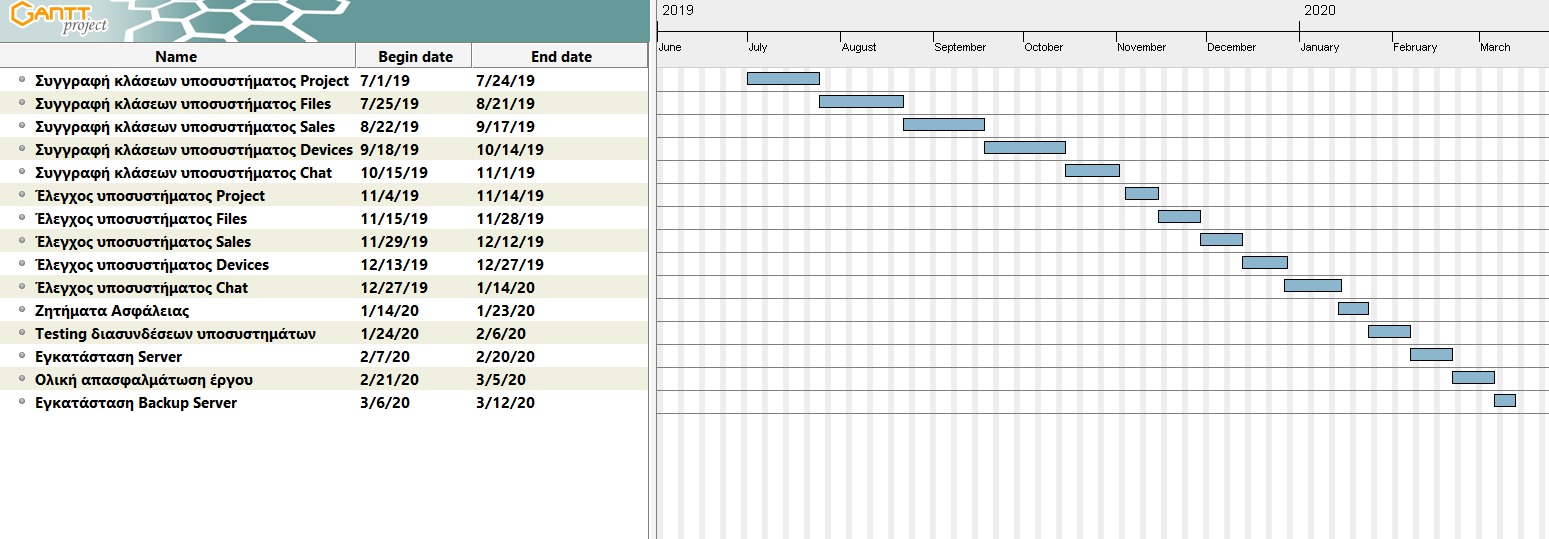 GANTT
project
2019
2020
June July August September October November December January February March
Name Begin date End date
Συγγραφή κλάσεων υποσυστήματος Project 7/1/19 7/24/19
Συγγραφή κλάσεων υποσυστήματος Files 7/25/19 8/21/19
Συγγραφή κλάσεων υποσυστήματος Sales 8/22/19 9/17/19
Συγγραφή κλάσεων υποσυστήματος Devices 9/18/19 10/14/19
Συγγραφή κλάσεων υποσυστήματος Chat 10/15/19 11/1/19
Έλεγχος υποσυστήματος Project 11/4/19 11/14/19
Έλεγχος υποσυστήματος Files 11/15/19 11/28/19
Έλεγχος υποσυστήματος Sales 11/29/19 12/12/19
Έλεγχος υποσυστήματος Devices 12/13/19 12/27/19
Έλεγχος υποσυστήματος Chat 12/27/19 1/14/20
Ζητήματα Ασφάλειας 1/14/20 1/23/20
Testing διασυνδέσεων υποσυστημάτων 1/24/20 2/6/20
Εγκατάσταση Server 2/7/20 2/20/20
Ολική απασφαλμάτωση έργου 2/21/20 3/5/20
Εγκατάσταση Backup Server 3/6/20 3/12/20